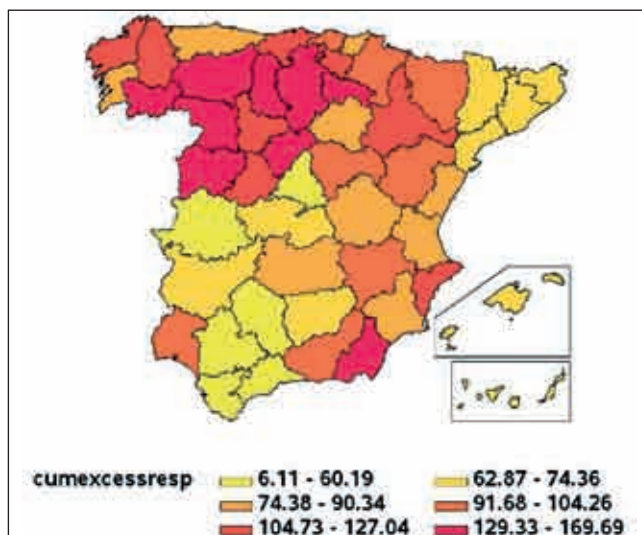 cumexcessresp 6.11 - 60.19 62.87 - 74.36
74.38 - 90.34 91.68 - 104.26
104.73 - 127.04 129.33 - 169.69